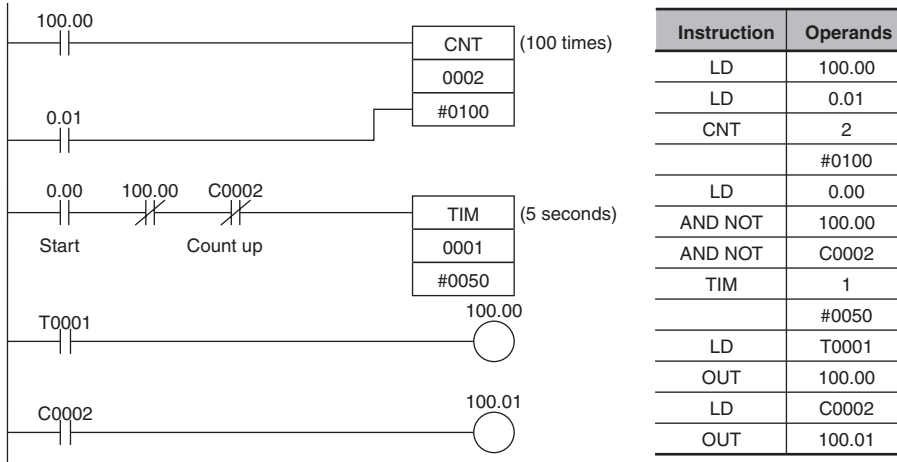 100.00
CNT (100 times)
0002
#0100
0.01
0.00 100.00 C0002
TIM (5 seconds)
Start Count up
0001
#0050
T0001 100.00
C0002 100.01
Instruction Operands
LD 100.00
LD 0.01
CNT 2
#0100
LD 0.00
AND NOT 100.00
AND NOT C0002
TIM 1
#0050
LD T0001
OUT 100.00
LD C0002
OUT 100.01